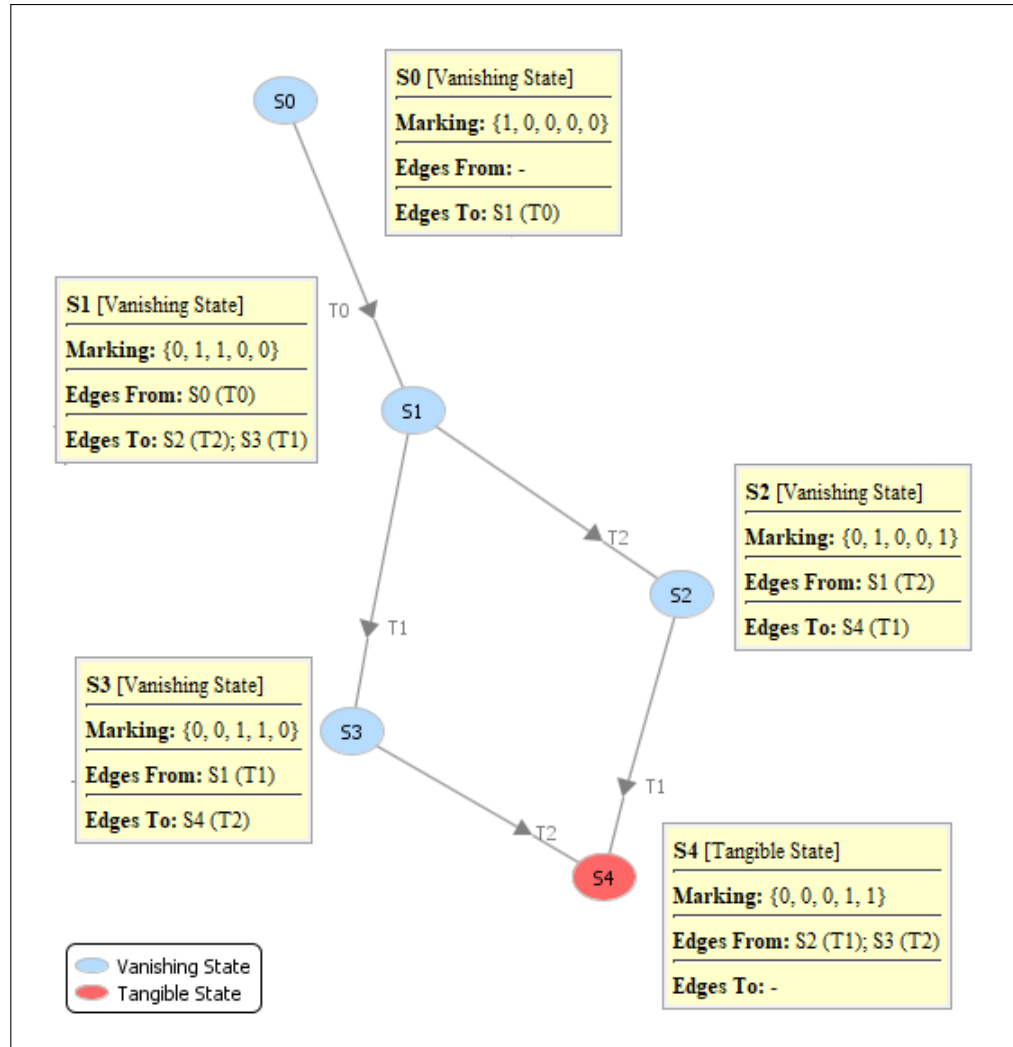 S0
S0 [Vanishing State]
Marking: {1, 0, 0, 0, 0}
Edges From: -
Edges To: S1 (T0)
S1 [Vanishing State]
Marking: {0, 1, 1, 0, 0}
Edges From: S0 (T0)
Edges To: S2 (T2); S3 (T1)
T0
S1
T2
S2
S2 [Vanishing State]
Marking: {0, 1, 0, 0, 1}
Edges From: S1 (T2)
Edges To: S4 (T1)
T1
S3 [Vanishing State]
Marking: {0, 0, 1, 1, 0}
Edges From: S1 (T1)
Edges To: S4 (T2)
S3
T1
T2
S4
S4 [Tangible State]
Marking: {0, 0, 0, 1, 1}
Edges From: S2 (T1); S3 (T2)
Edges To: -
Vanishing State
Tangible State